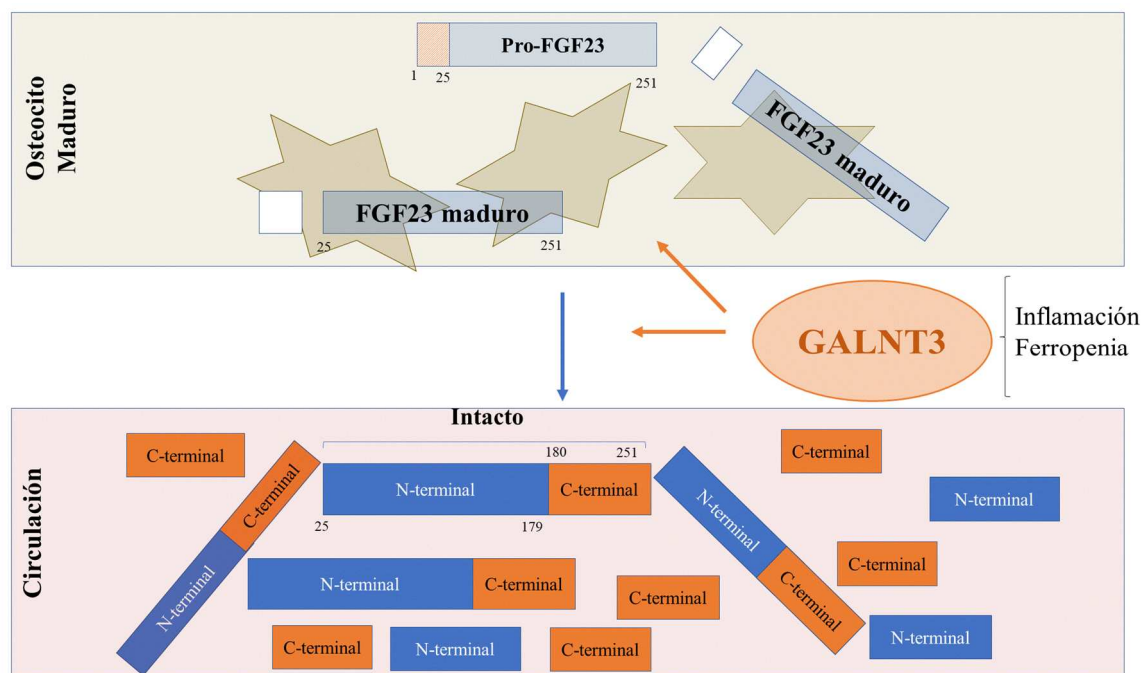 Osteocito
Maduro
Pro-FGF23
1
25
251
FGF23 maduro
25
251
FGF23 maduro
GALNT3
Inflamación
Ferropenia
Circulación
Intacto
C-terminal
N-terminal
C-terminal
180
251
N-terminal
C-terminal
25
179
N-terminal
C-terminal
C-terminal
N-terminal
C-terminal
N-terminal
C-terminal
C-terminal
C-terminal
N-terminal
C-terminal
N-terminal